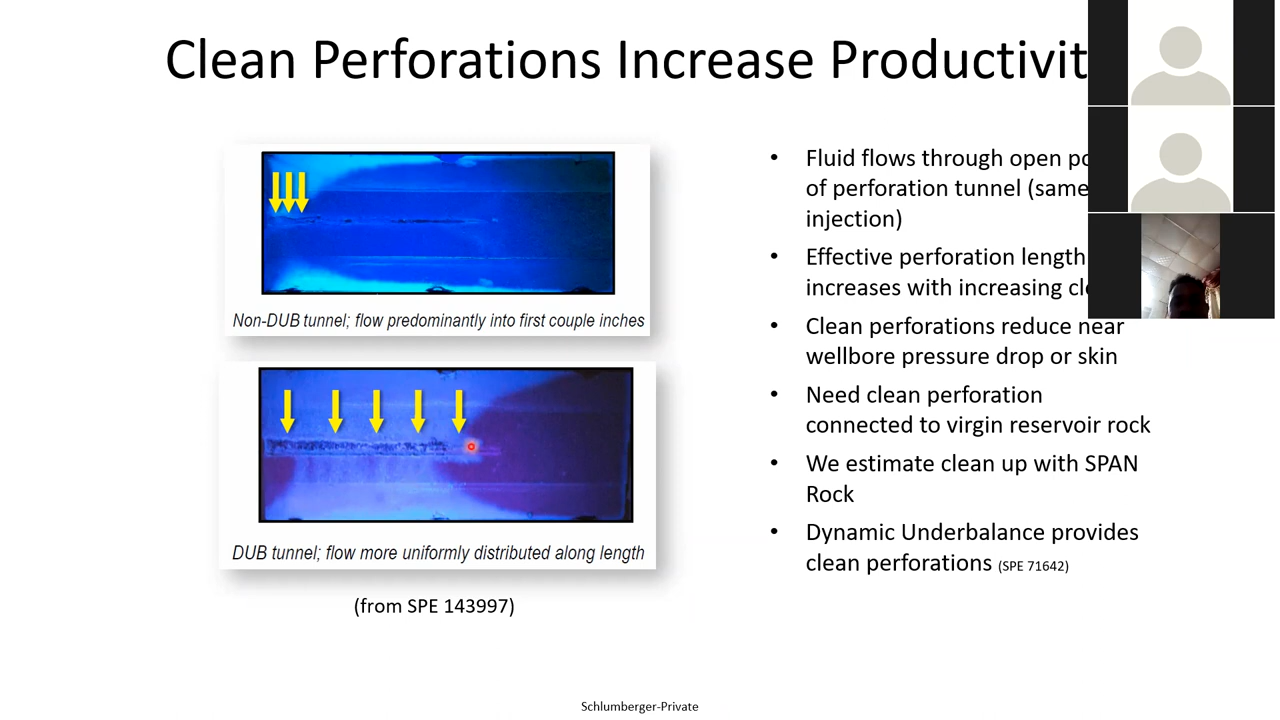 Clean Perforations Increase Productivit
Non-DUB tunnel; flow predominantly into first couple inches
DUB tunnel; flow more uniformly distributed along length
(from SPE 143997)
• Fluid flows through open
of perforation tunnel (same
injection)
• Effective perforation length
increases with increasing
• Clean perforations reduce near
wellbore pressure drop or skin
• Need clean perforation
connected to virgin reservoir rock
• We estimate clean up with SPAN
Rock
• Dynamic Underbalance provides
clean perforations (SPE 71642)
Schlumberger-Private